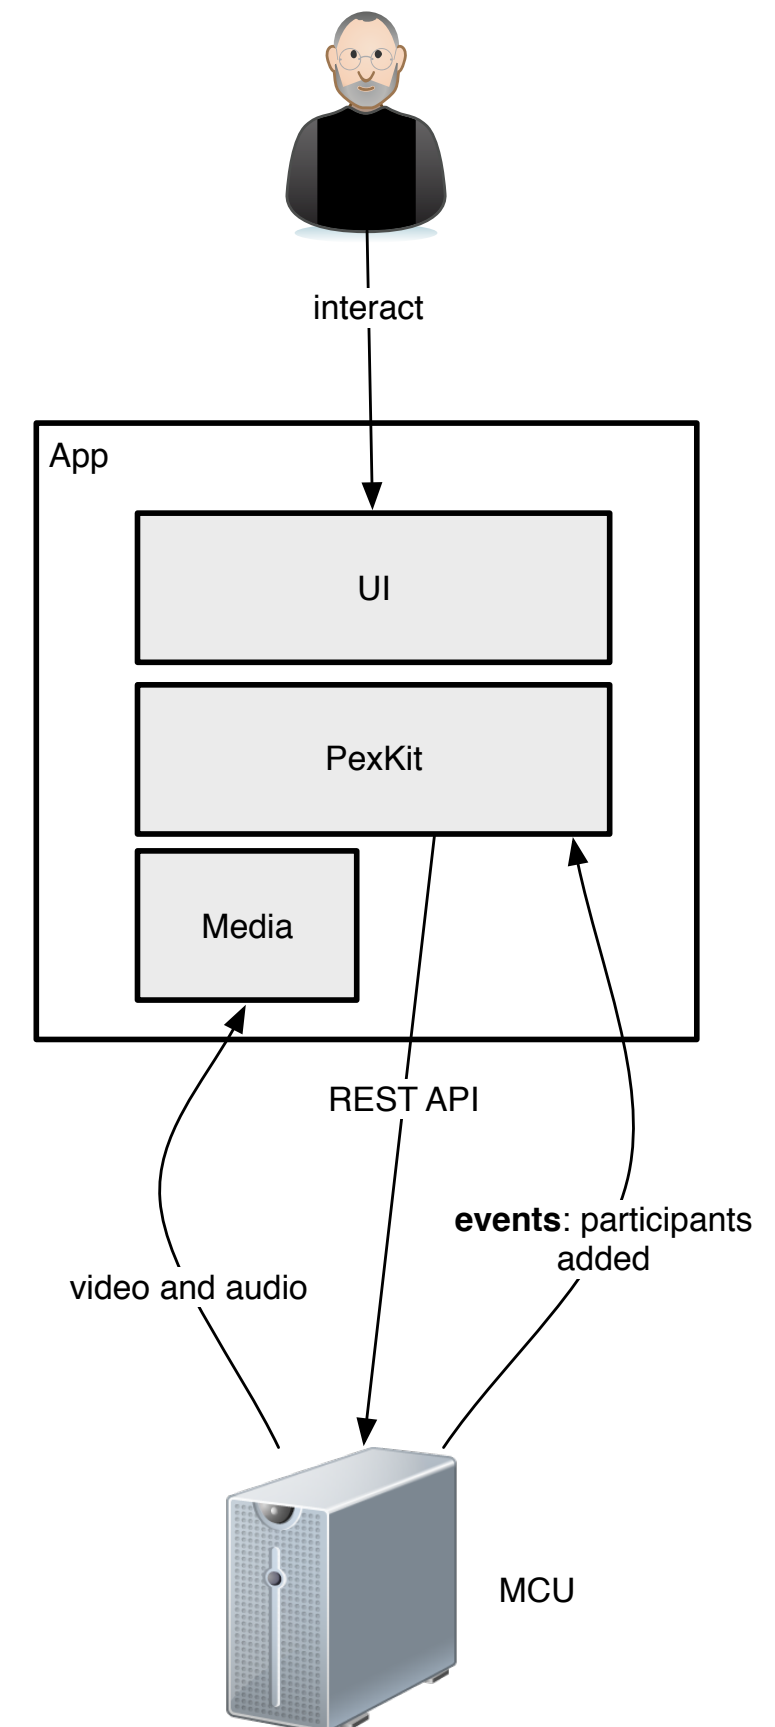 interact
App
UI
PexKit
Media
REST API
events: participants
added
video and audio
MCU